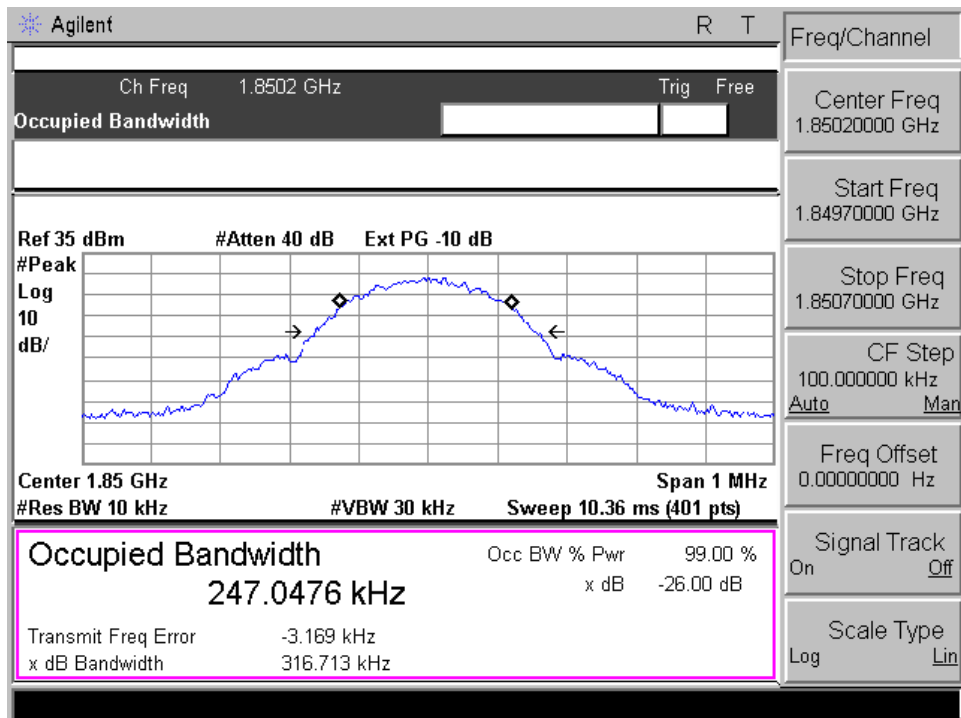 Agilent R T
Ch Freq 1.8502 GHz Trig Free
Occupied Bandwidth
Ref 35 dBm #Atten 40 dB Ext PG -10 dB
#Peak
Log
10
dB/
Center 1.85 GHz Span 1 MHz
#Res BW 10 kHz #VBW 30 kHz Sweep 10.36 ms (401 pts)
Occupied Bandwidth Occ BW % Pwr 99.00 %
247.0476 kHz x dB -26.00 dB
Transmit Freq Error -3.169 kHz
x dB Bandwidth 316.713 kHz
Freq/Channel
Center Freq
1.85020000 GHz
Start Freq
1.84970000 GHz
Stop Freq
1.85070000 GHz
CF Step
100.000000 kHz
Auto Man
Freq Offset
0.00000000 Hz
Signal Track
On Off
Scale Type
Log Lin